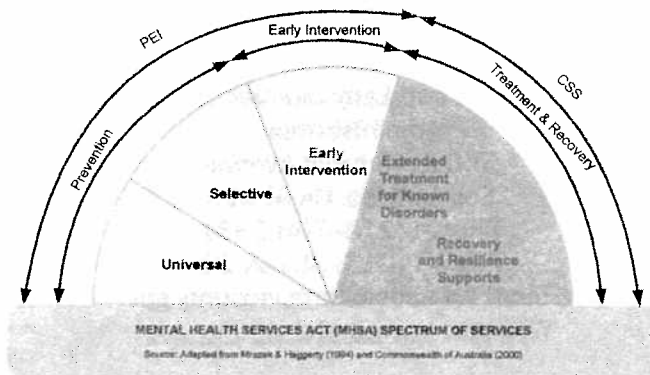 PEI
Early Intervention
CSS
Prevention
Treatment & Recovery
Universal
Selective
Early
Intervention
Extended
Treatment
for Known
Disorders
Recovery
and Resilience
Supports
MENTAL HEALTH SERVICES ACT (MHSA) SPECTRUM OF SERVICES
Source: Adapted from Mrazek & Haggerty (1994) and Commonwealth of Australia (2000)